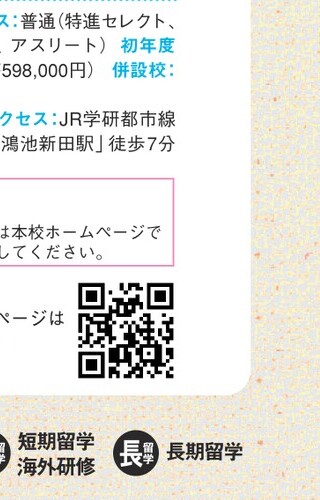 ス：普通（特進セレクト、
、アスリート） 初年度
598,000円） 併設校：
クセス：JR学研都市線
鴻池新田駅」徒歩7分
は本校ホームページで
してください。
ページは
短期留学
海外研修
長留学 長期留学